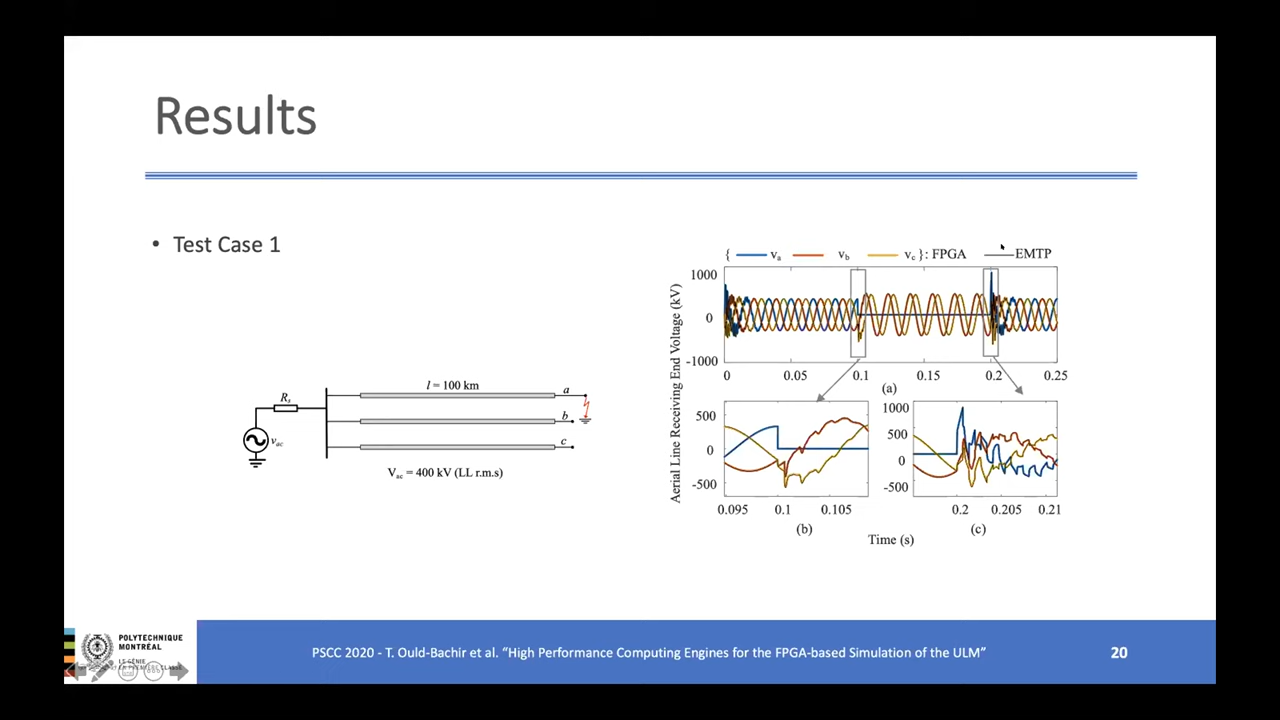 Results
• Test Case 1
{ va vb vc }: FPGA EMTP
Aerial Line Receiving End Voltage (kV)
1000
0
-1000
0 0.05 0.1 0.15 0.2 0.25
(a)
500
0
-500
0.095 0.1 0.105
(b)
1000
500
0
-500
0.2 0.205 0.21
(c)
Time (s)
Rs
vac
l = 100 km
a
b
c
Vac = 400 kV (LL r.m.s)
POLYTECHNIQUE
MONTRÉAL
PSCC 2020 - T. Ould-Bachir et al. “High Performance Computing Engines for the FPGA-based Simulation of the ULM”
20